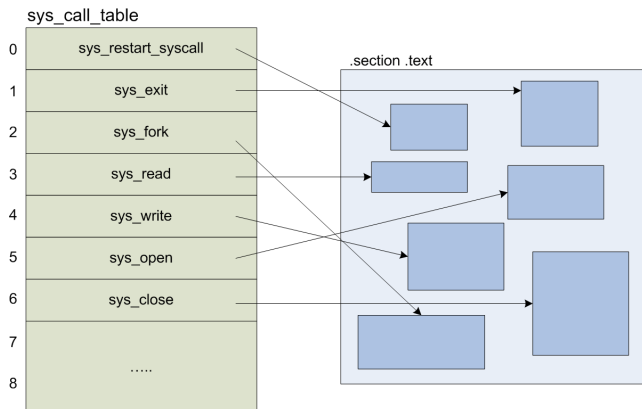 sys_call_table
0 sys_restart_syscall
.section .text
1 sys_exit
2 sys_fork
3 sys_read
4 sys_write
5 sys_open
6 sys_close
7
…..
8